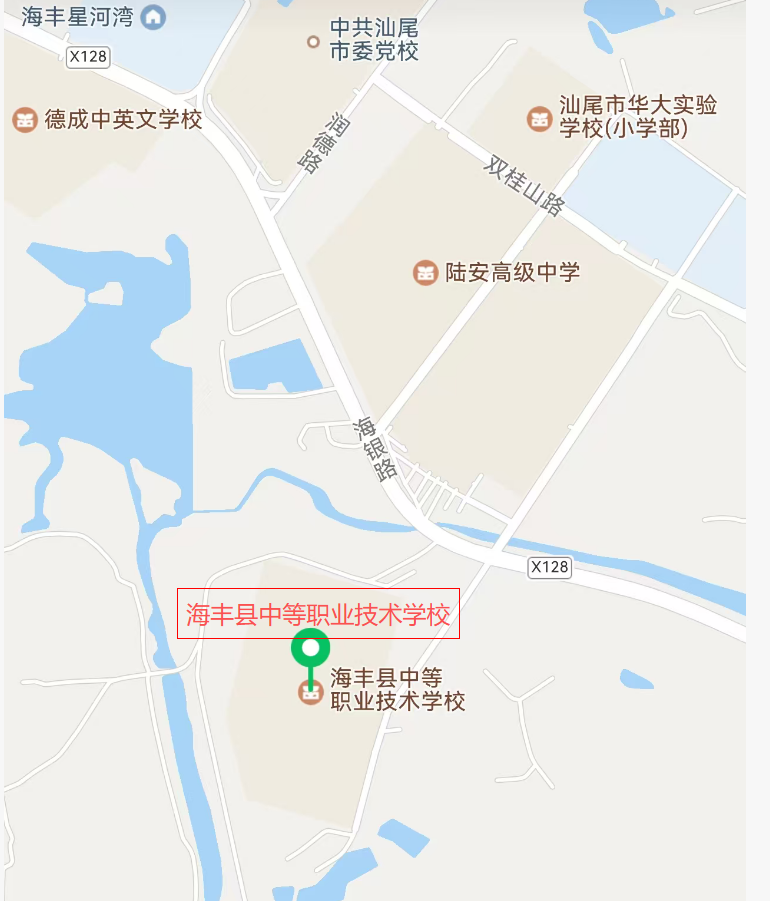 海丰星河湾
中共汕尾
市委党校
X128
德成中英文学校
汕尾市华大实验
学校(小学部)
润德路
双桂山路
陆安高级中学
海银路
X128
海丰县中等职业技术学校
海丰县中等
职业技术学校